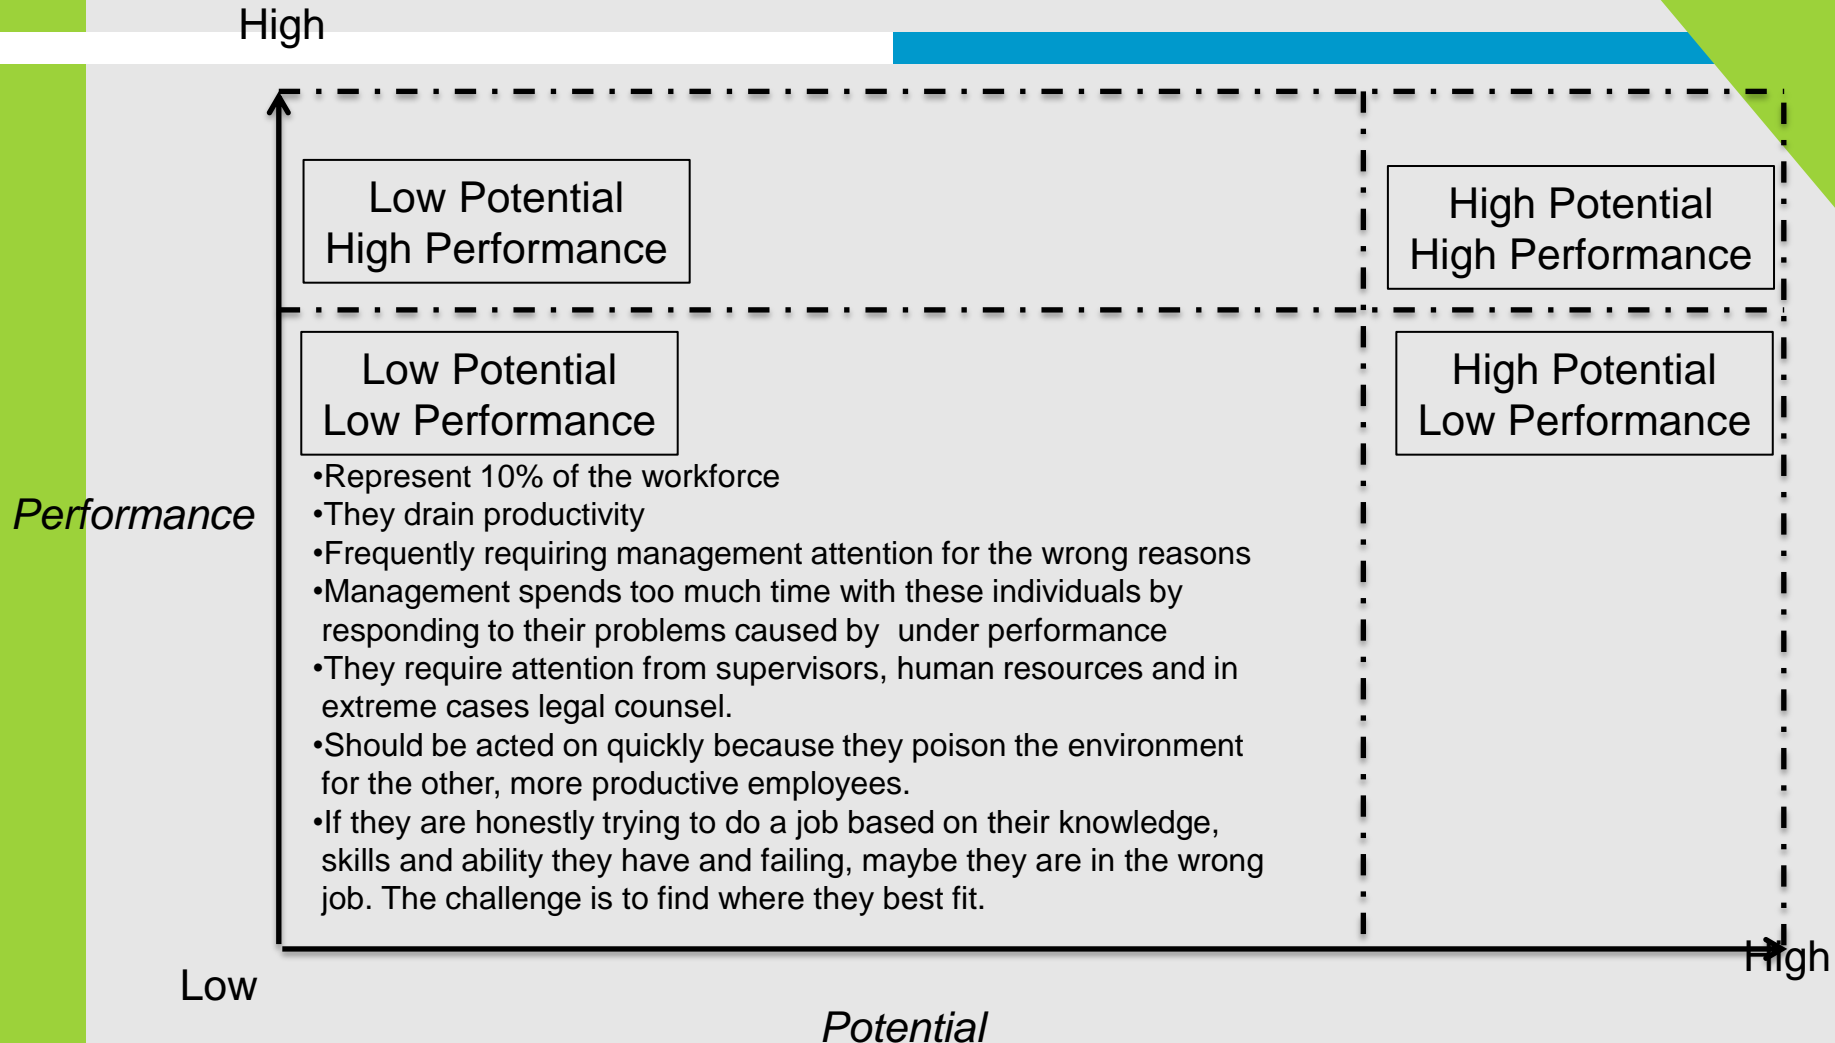 High
Low Potential
High Performance
High Potential
High Performance
Low Potential
Low Performance
High Potential
Low Performance
•Represent 10% of the workforce
•They drain productivity
•Frequently requiring management attention for the wrong reasons
•Management spends too much time with these individuals by
responding to their problems caused by  under performance
•They require attention from supervisors, human resources and in
extreme cases legal counsel.
•Should be acted on quickly because they poison the environment
for the other, more productive employees.
•If they are honestly trying to do a job based on their knowledge,
skills and ability they have and failing, maybe they are in the wrong
job. The challenge is to find where they best fit.
Performance
Low
High
Potential